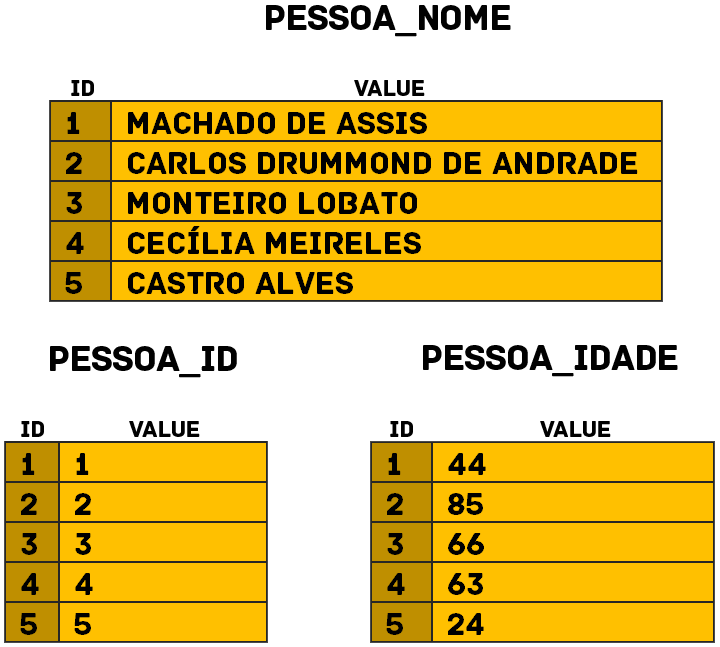 PESSOA_NOME
ID VALUE
1 MACHADO DE ASSIS
2 CARLOS DRUMMOND DE ANDRADE
3 MONTEIRO LOBATO
4 CECÍLIA MEIRELES
5 CASTRO ALVES
PESSOA_ID
ID VALUE
1 1
2 2
3 3
4 4
5 5
PESSOA_IDADE
ID VALUE
1 44
2 85
3 66
4 63
5 24